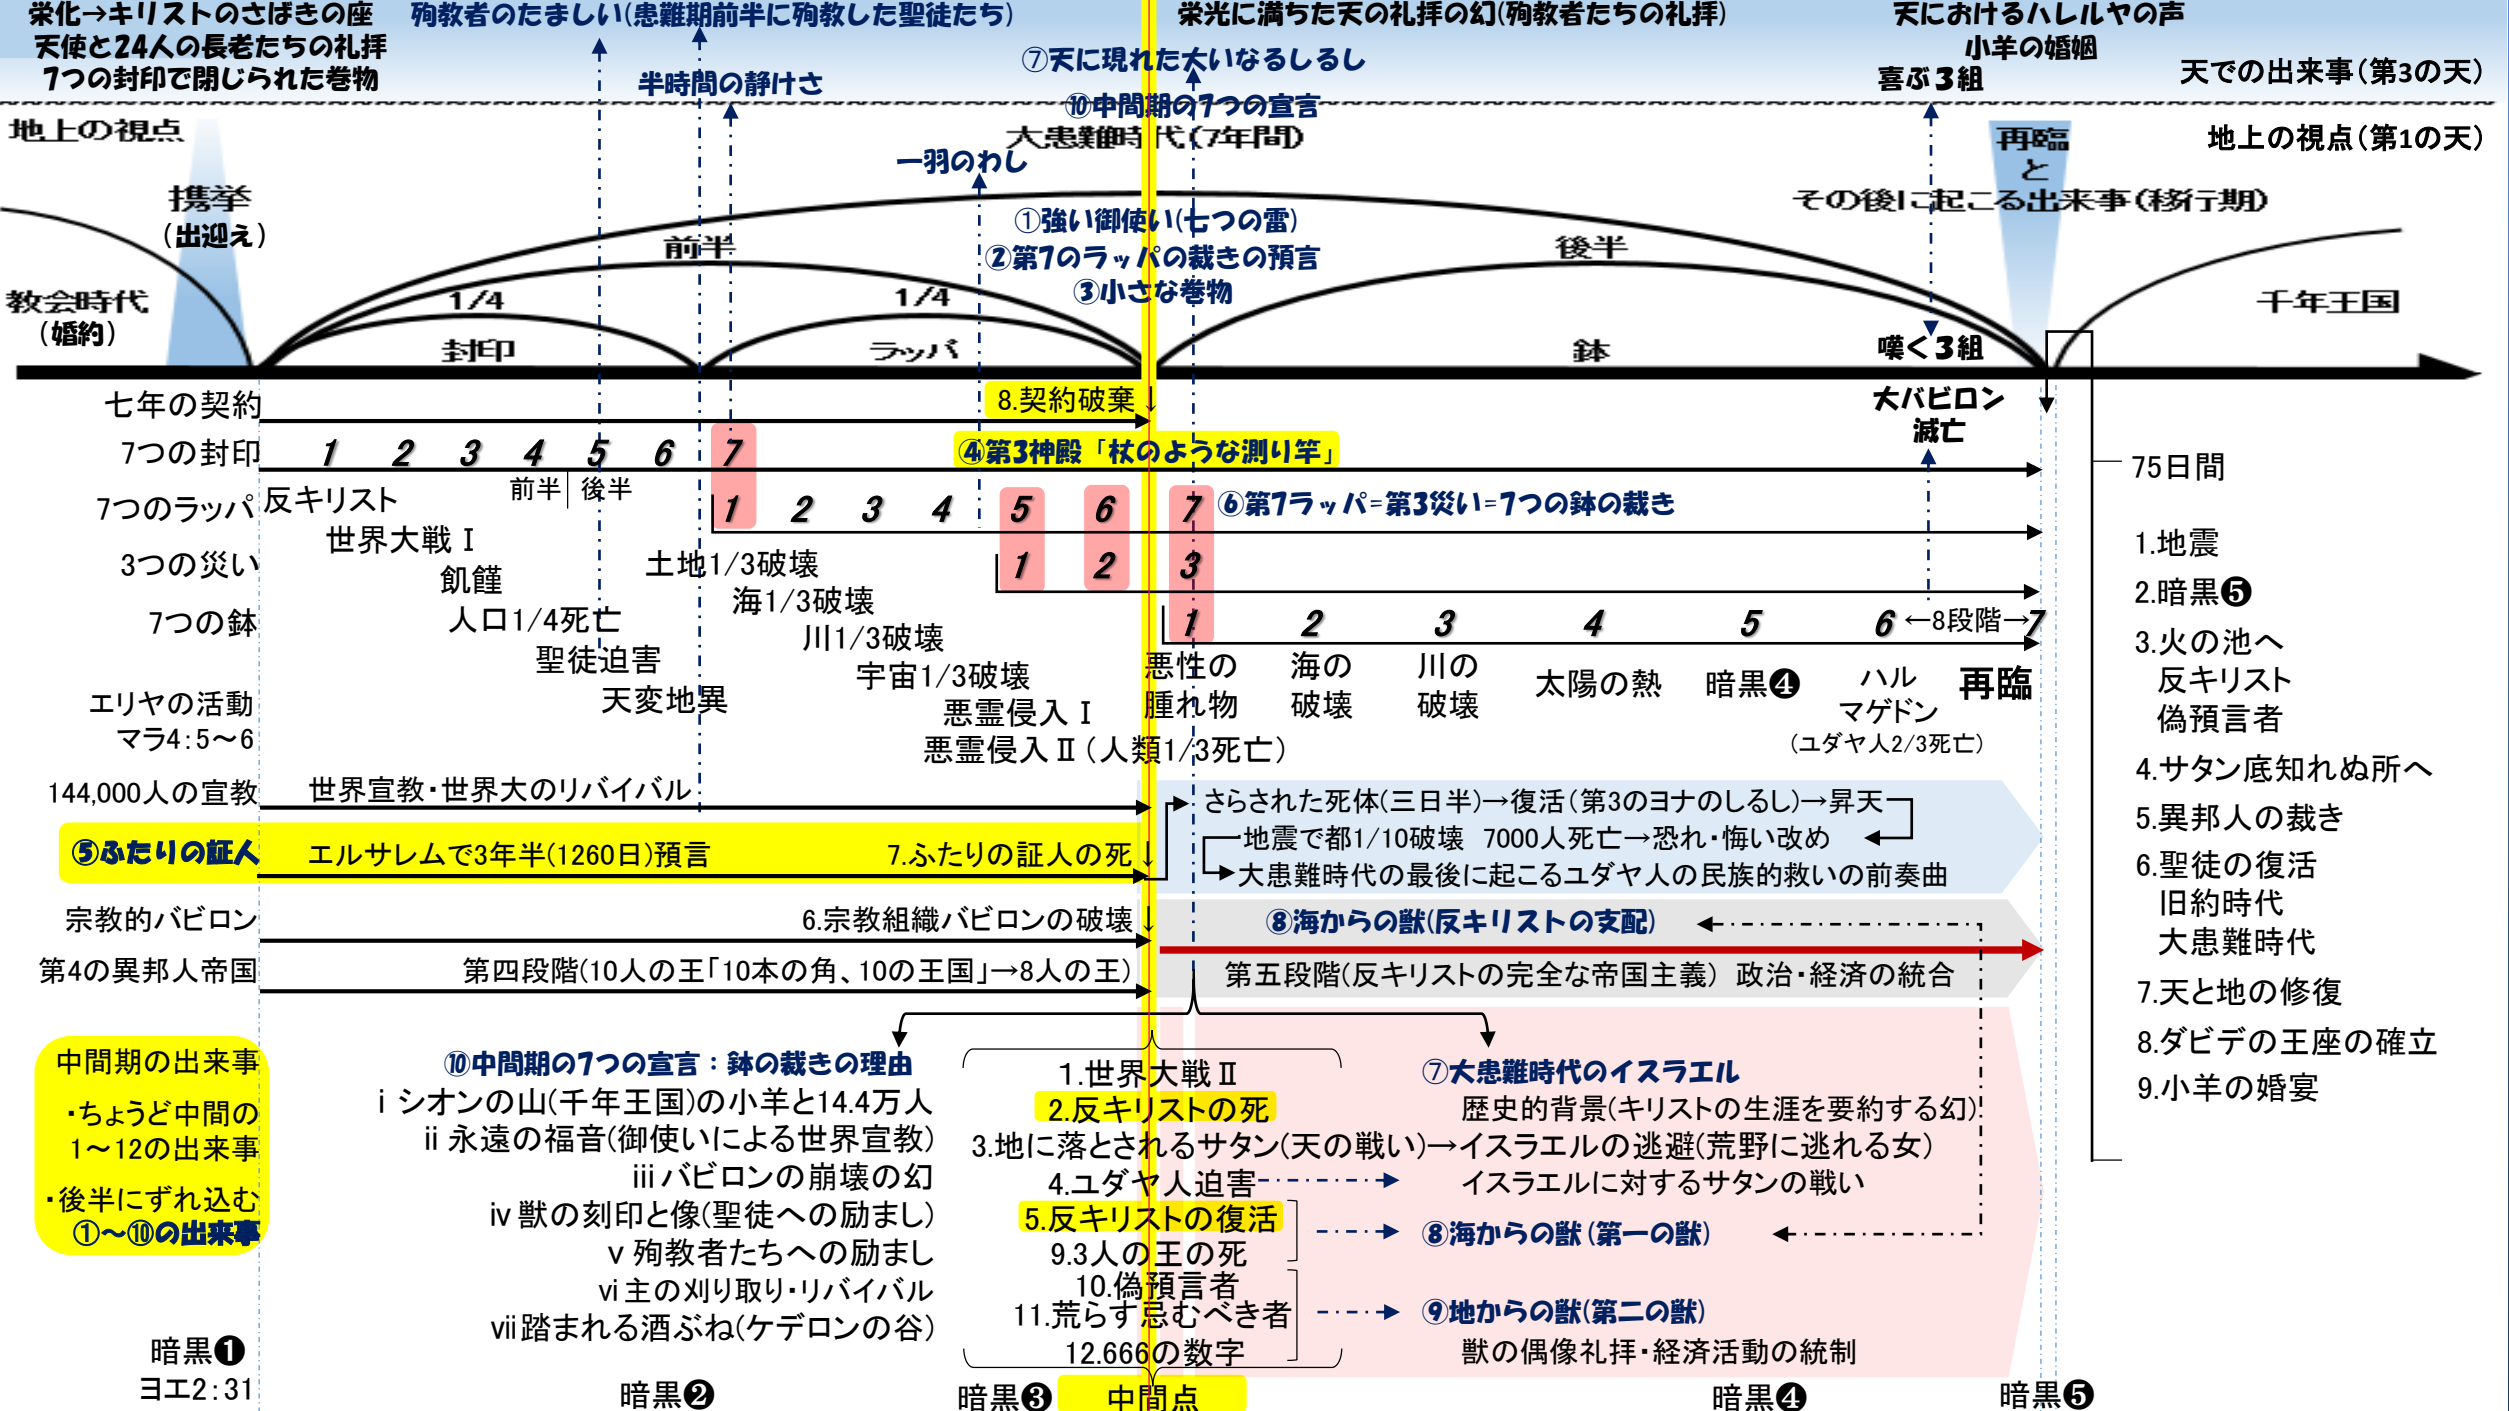 栄化→キリストのさばきの座
天使と24人の長老たちの礼拝
7つの封印で閉じられた巻物
殉教者のたましい(患難期前半に殉教した聖徒たち)
半時間の静けさ
栄光に満ちた天の礼拝の幻(殉教者たちの礼拝)
⑦天に現れた大いなるしるし
⑩中間期の7つの宣言
天におけるハレルヤの声
小羊の婚姻
喜ぶ3組
天での出来事(第3の天)
地上の視点
地上の視点(第1の天)
大患難時代(7年間)
一羽のわし
携挙
(出迎え)
再臨
と
その後に起こる出来事(移行期)
①強い御使い(七つの雷)
②第7のラッパの裁きの預言
③小さな巻物
前半
後半
教会時代
(婚約)
1/4
1/4
千年王国
封印
ラッパ
鉢
嘆く3組
七年の契約
8.契約破棄↓
大バビロン
滅亡
7つの封印
1 2 3 4 5 6 7
④第3神殿「杖のような測り竿」
前半 後半
75日間
7つのラッパ
1 2 3 4 5 6 7
⑥第7ラッパ=第3災い=7つの鉢の裁き
反キリスト
世界大戦Ⅰ
飢饉
人口1/4死亡
聖徒迫害
天変地異
3つの災い
1 2 3
土地1/3破壊
海1/3破壊
川1/3破壊
宇宙1/3破壊
悪霊侵入Ⅰ
悪霊侵入Ⅱ(人類1/3死亡)
7つの鉢
1 2 3 4 5 6 ←8段階→7
悪性の
腫れ物
海の
破壊
川の
破壊
太陽の熱
暗黒❹
ハル
マゲドン
(ユダヤ人2/3死亡)
再臨
1.地震
2.暗黒❺
3.火の池へ
反キリスト
偽預言者
4.サタン底知れぬ所へ
5.異邦人の裁き
6.聖徒の復活
旧約時代
大患難時代
7.天と地の修復
8.ダビデの王座の確立
9.小羊の婚宴
エリヤの活動
マラ4:5～6
144,000人の宣教
世界宣教・世界大のリバイバル
さらされた死体(三日半)→復活(第3のヨナのしるし)→昇天
地震で都1/10破壊 7000人死亡→恐れ・悔い改め
大患難時代の最後に起こるユダヤ人の民族的救いの前奏曲
⑤ふたりの証人
エルサレムで3年半(1260日)預言
7.ふたりの証人の死↓
宗教的バビロン
6.宗教組織バビロンの破壊↓
⑧海からの獣(反キリストの支配)
第4の異邦人帝国
第四段階(10人の王「10本の角、10の王国」→8人の王)
第五段階(反キリストの完全な帝国主義) 政治・経済の統合
中間期の出来事
・ちょうど中間の
1～12の出来事
・後半にずれ込む
①～⑩の出来事
⑩中間期の7つの宣言：鉢の裁きの理由
ⅰ シオンの山(千年王国)の小羊と14.4万人
ⅱ 永遠の福音(御使いによる世界宣教)
ⅲ バビロンの崩壊の幻
ⅳ 獣の刻印と像(聖徒への励まし)
ⅴ 殉教者たちへの励まし
ⅵ 主の刈り取り・リバイバル
ⅶ 踏まれる酒ぶね(ケデロンの谷)
1.世界大戦Ⅱ
2.反キリストの死
3.地に落とされるサタン(天の戦い)→イスラエルの逃避(荒野に逃れる女)
4.ユダヤ人迫害
5.反キリストの復活
9.3人の王の死
10.偽預言者
11.荒らす忌むべき者
12.666の数字
⑦大患難時代のイスラエル
歴史的背景(キリストの生涯を要約する幻)
イスラエルに対するサタンの戦い
⑧海からの獣(第一の獣)
⑨地からの獣(第二の獣)
獣の偶像礼拝・経済活動の統制
暗黒❶
ヨエ2:31
暗黒❷
暗黒❸
中間点
暗黒❹
暗黒❺